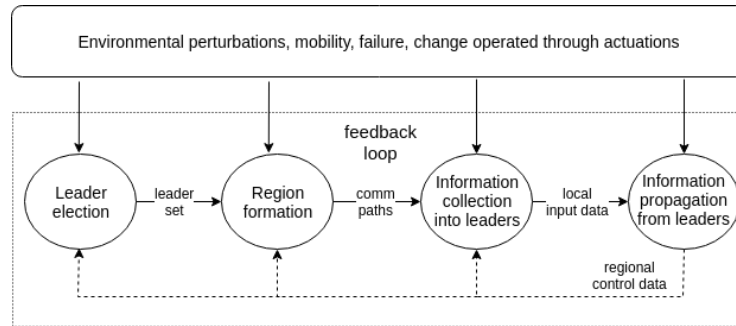 Environmental perturbations, mobility, failure, change operated through actuations
feedback
loop
Leader
election
leader
set
Region
formation
comm
paths
Information
collection
into leaders
local
input data
Information
propagation
from leaders
regional
control data